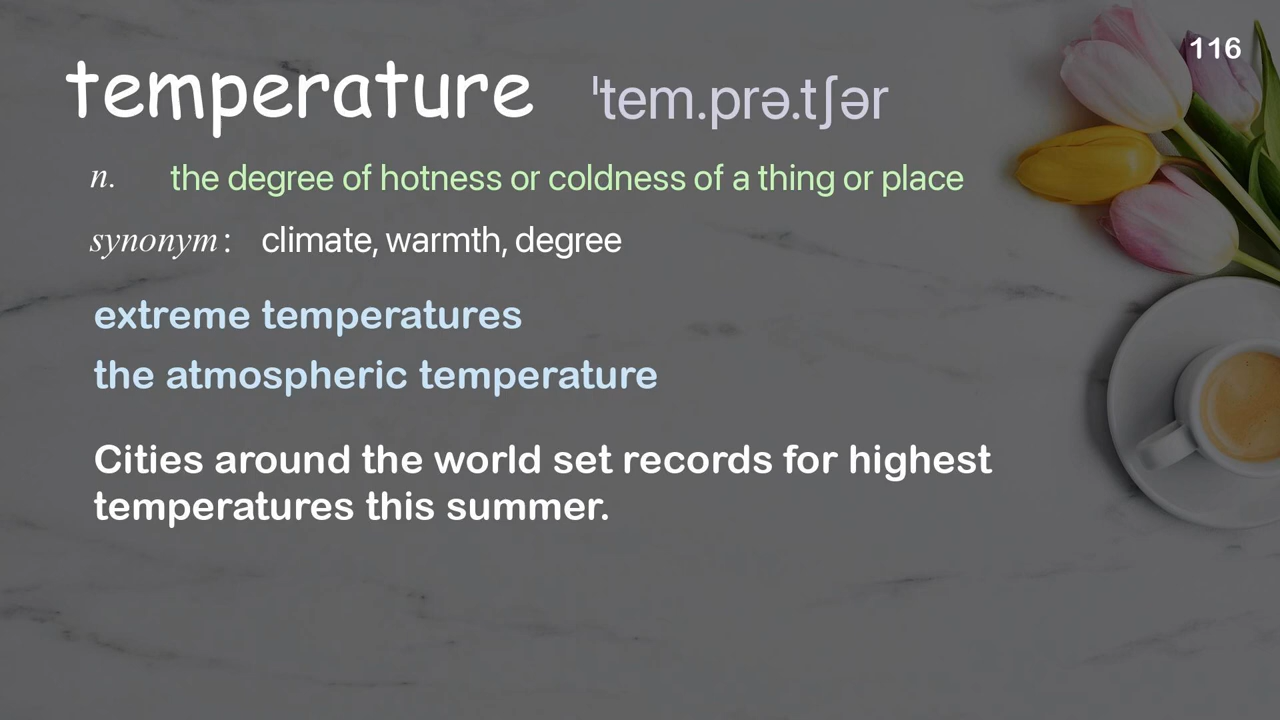 116
temperature ˈtem.prə.tʃər
n. the degree of hotness or coldness of a thing or place
synonym: climate, warmth, degree
extreme temperatures
the atmospheric temperature
Cities around the world set records for highest
temperatures this summer.